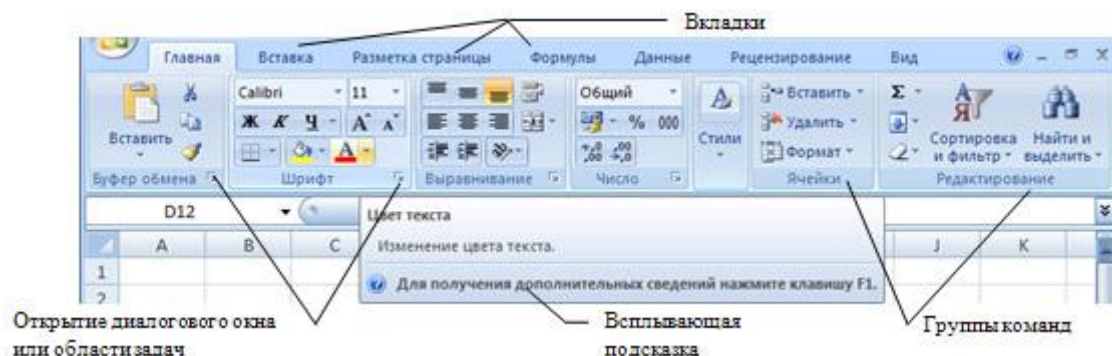 Вкладки
Главная Вставка Разметка страницы Формулы Данные Рецензирование Вид
Calibri 11 Общий Вставить Σ
Ж К Ч А А % 000 Удалить
Вставить А Стили Формат Сортировка и фильтр Найти и выделить
Буфер обмена Шрифт Выравнивание Число Ячейки Редактирование
D12
Цвет текста
A B C J K
Изменение цвета текста.
1
Для получения дополнительных сведений нажмите клавишу F1.
2
Открытие диалогового окна
или области задач
Всплывающая
подсказка
Группы команд